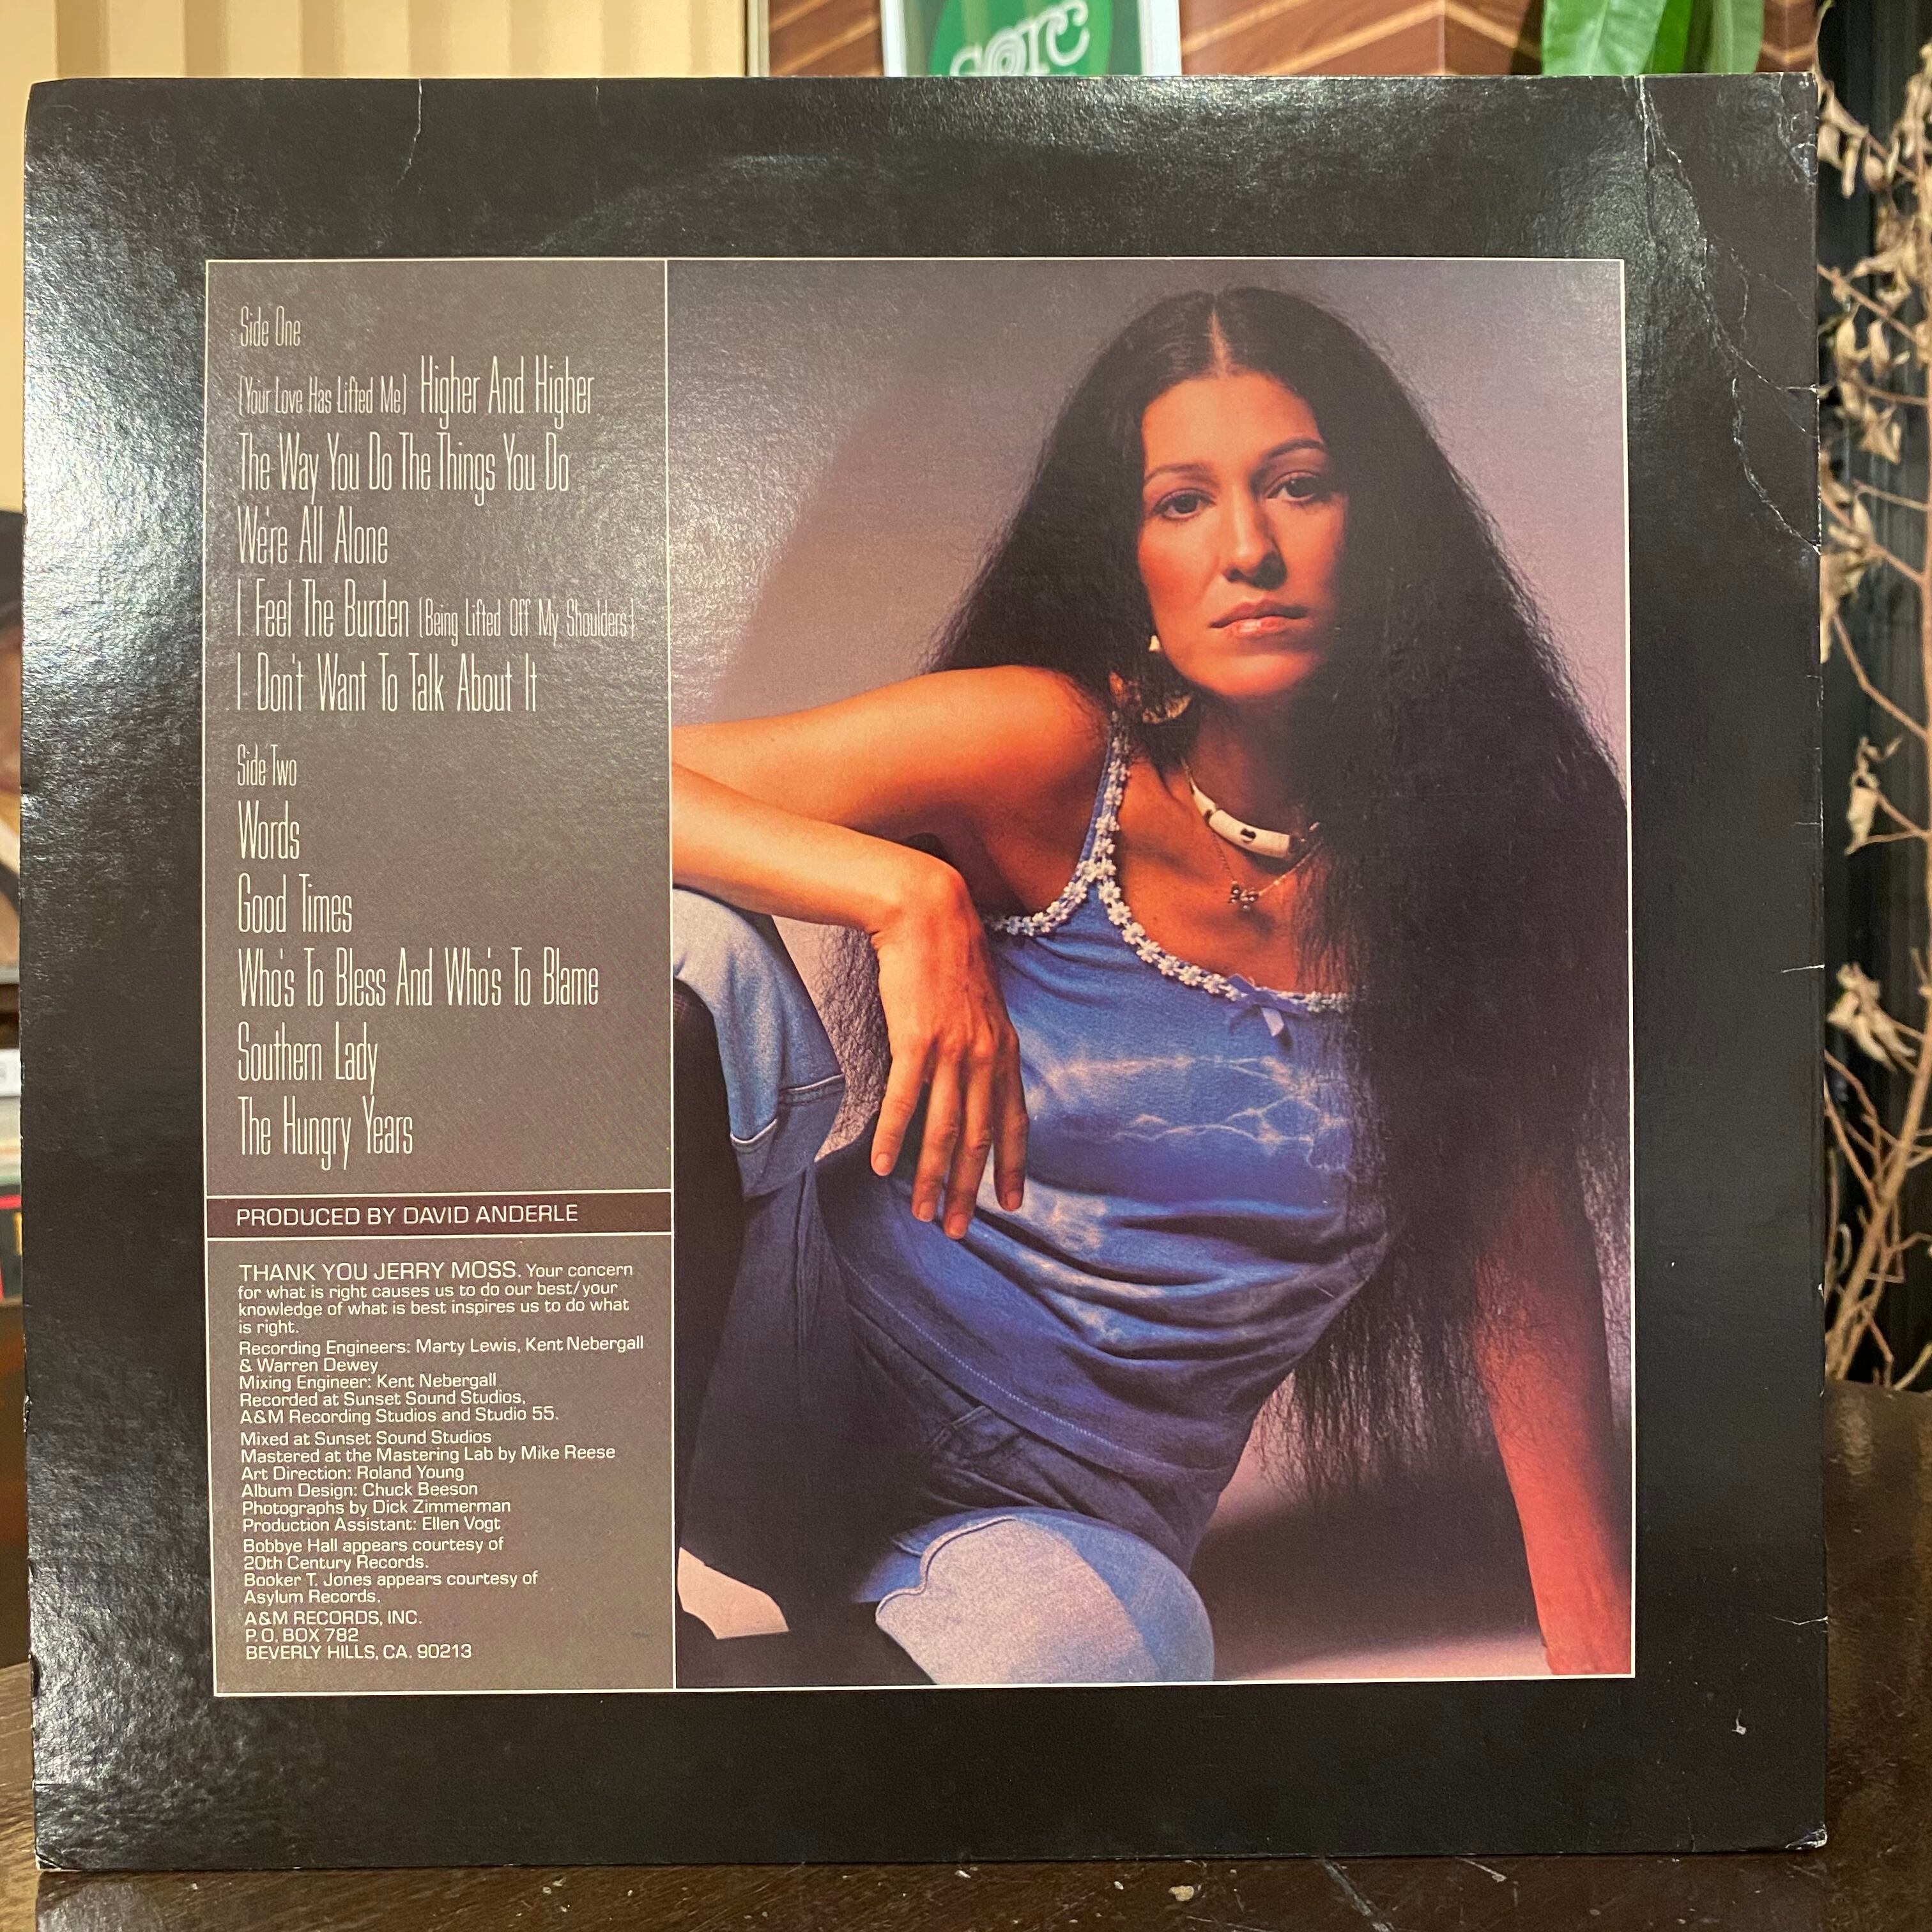 Side One
(Your Love Has Lifted Me) Higher And Higher
The Way You Do The Things You Do
We're All Alone
I Feel The Burden (Being Lifted Off My Shoulders)
I Don't Want To Talk About It
Side Two
Words
Good Times
Who's To Bless And Who's To Blame
Southern Lady
The Hungry Years
PRODUCED BY DAVID ANDERLE
THANK YOU JERRY MOSS. Your concern
for what is right causes us to do our best/your
knowledge of what is best inspires us to do what
is right.
Recording Engineers: Marty Lewis, Kent Nebergall
& Warren Dewey
Mixing Engineer: Kent Nebergall
Recorded at Sunset Sound Studios,
A&M Recording Studios and Studio 55.
Mixed at Sunset Sound Studios
Mastered at the Mastering Lab by Mike Reese
Art Direction: Roland Young
Album Design: Chuck Beeson
Photographs by Dick Zimmerman
Production Assistant: Ellen Vogt
Bobbye Hall appears courtesy of
20th Century Records.
Booker T. Jones appears courtesy of
Asylum Records.
A&M RECORDS, INC.
P.O. BOX 782
BEVERLY HILLS, CA. 90213